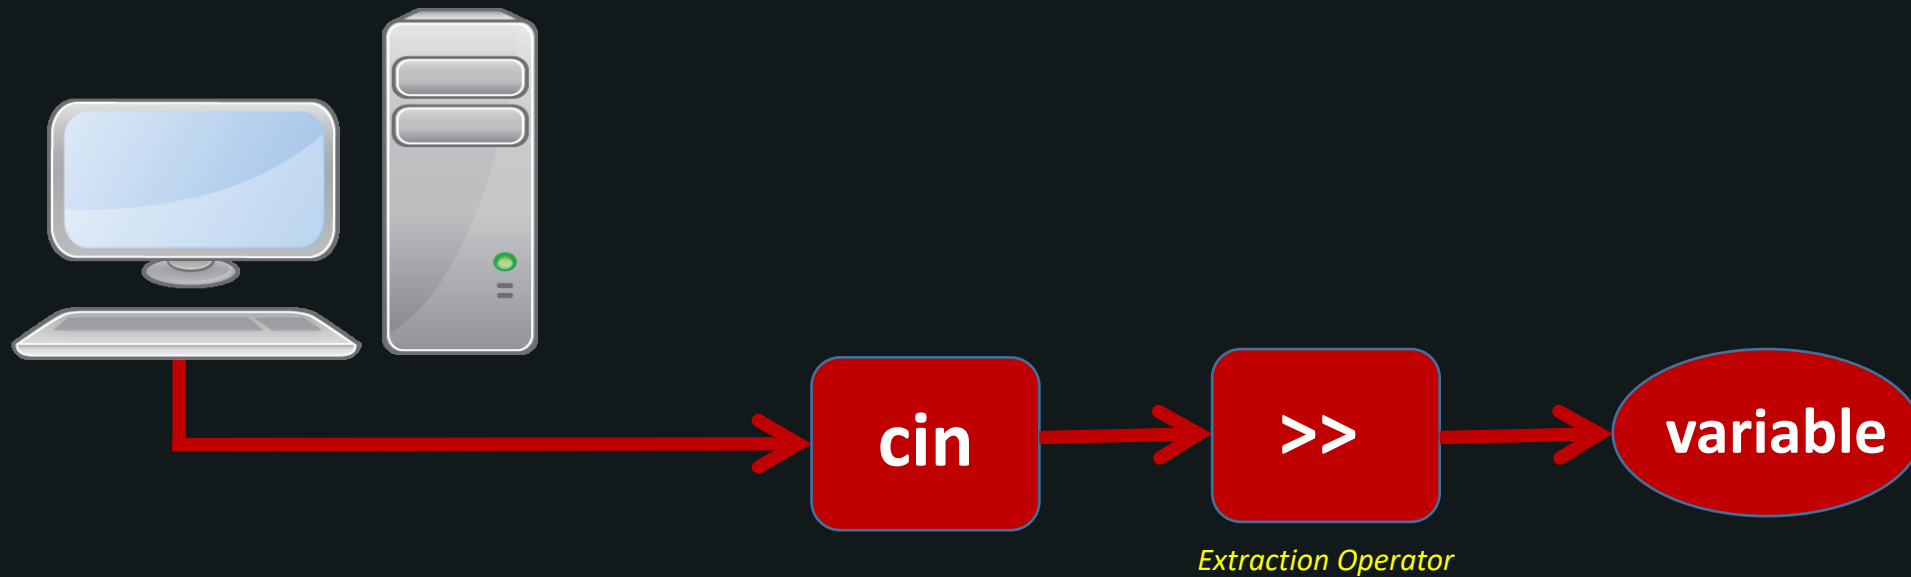 cin
>>
variable
Extraction Operator